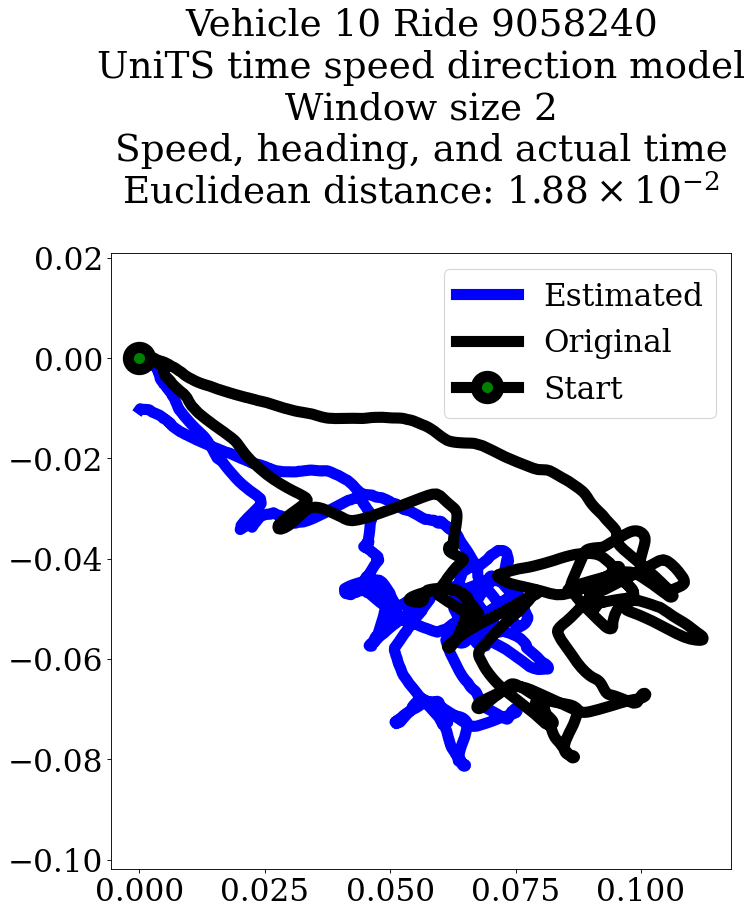 Vehicle 10 Ride 9058240
UniTS time speed direction model
Window size 2
Speed, heading, and actual time
Euclidean distance: 1.88 × 10⁻²
Estimated
Original
Start
0.02
0.00
−0.02
−0.04
−0.06
−0.08
−0.10
0.000 0.025 0.050 0.075 0.100